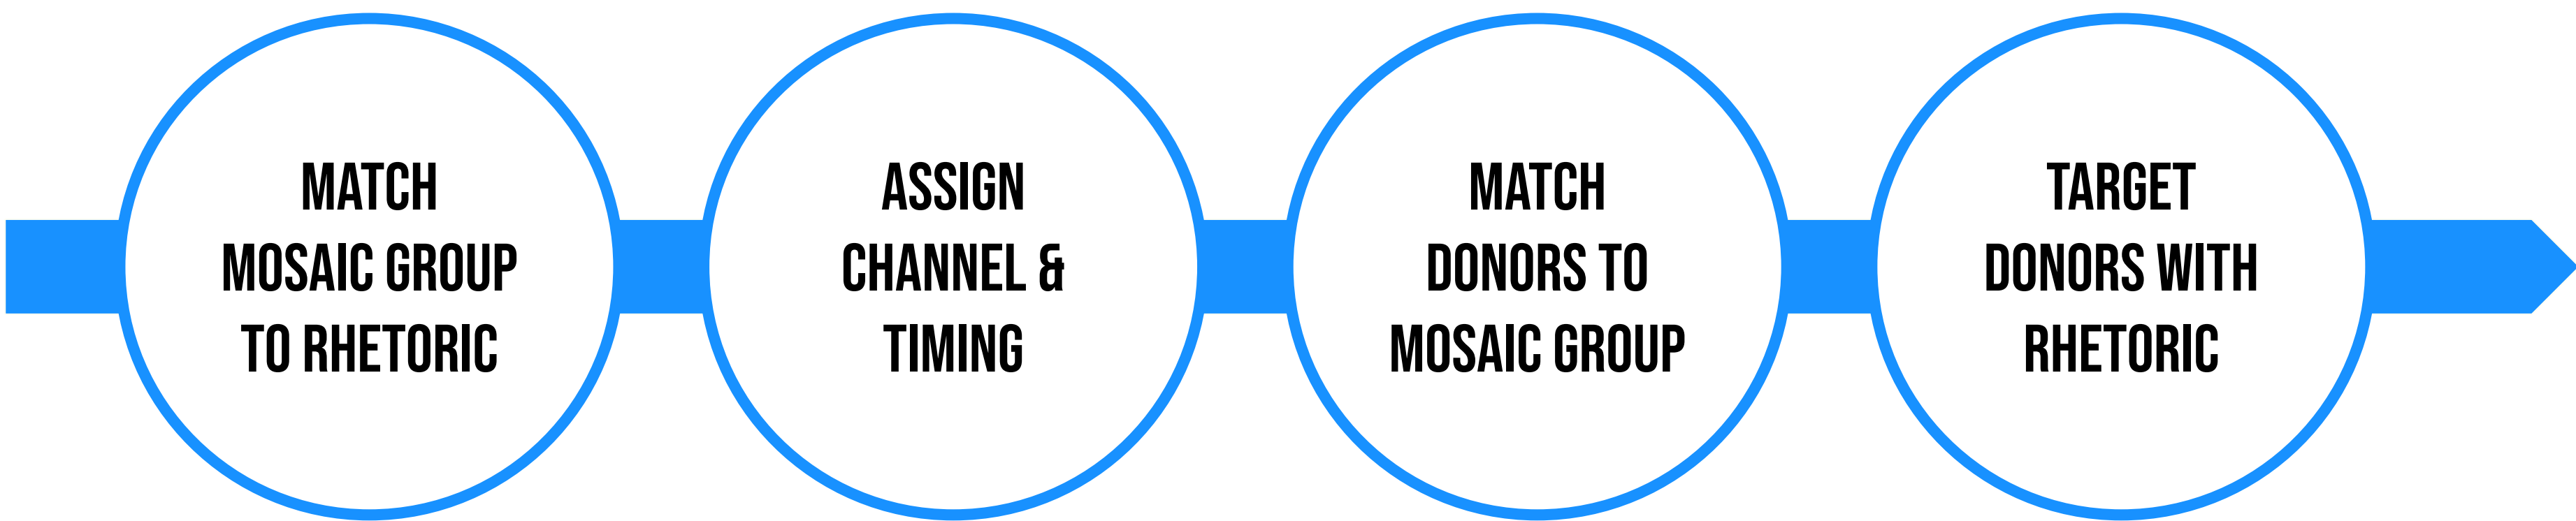 MATCH
MOSAIC GROUP
TO RHETORIC
ASSIGN
CHANNEL &
TIMING
MATCH
DONORS TO
MOSAIC GROUP
TARGET
DONORS WITH
RHETORIC